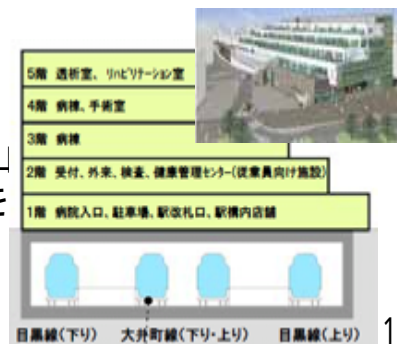 5階 透析室、リハビリテーション室
4階 病棟、手術室
3階 病棟
2階 受付、外来、検査、健康管理センター(従業員向け施設)
1階 病院入口、駐車場、駅改札口、駅構内店舗
目黒線(下り) 大井町線(下り・上り) 目黒線(上り)
1